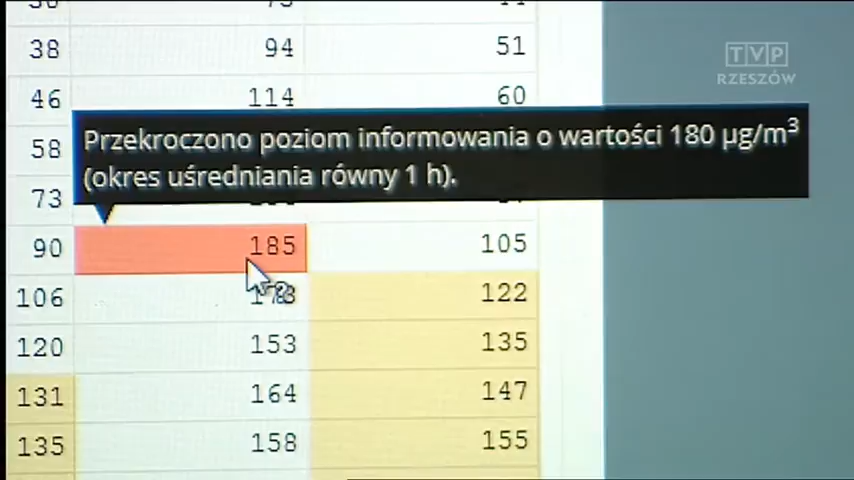 38 94 51
TVP
RZESZÓW
46 114 60
Przekroczono poziom informowania o wartości 180 µg/m³
(okres uśredniania równy 1 h).
58
73
90 185 105
106 122
120 153 135
131 164 147
135 158 155